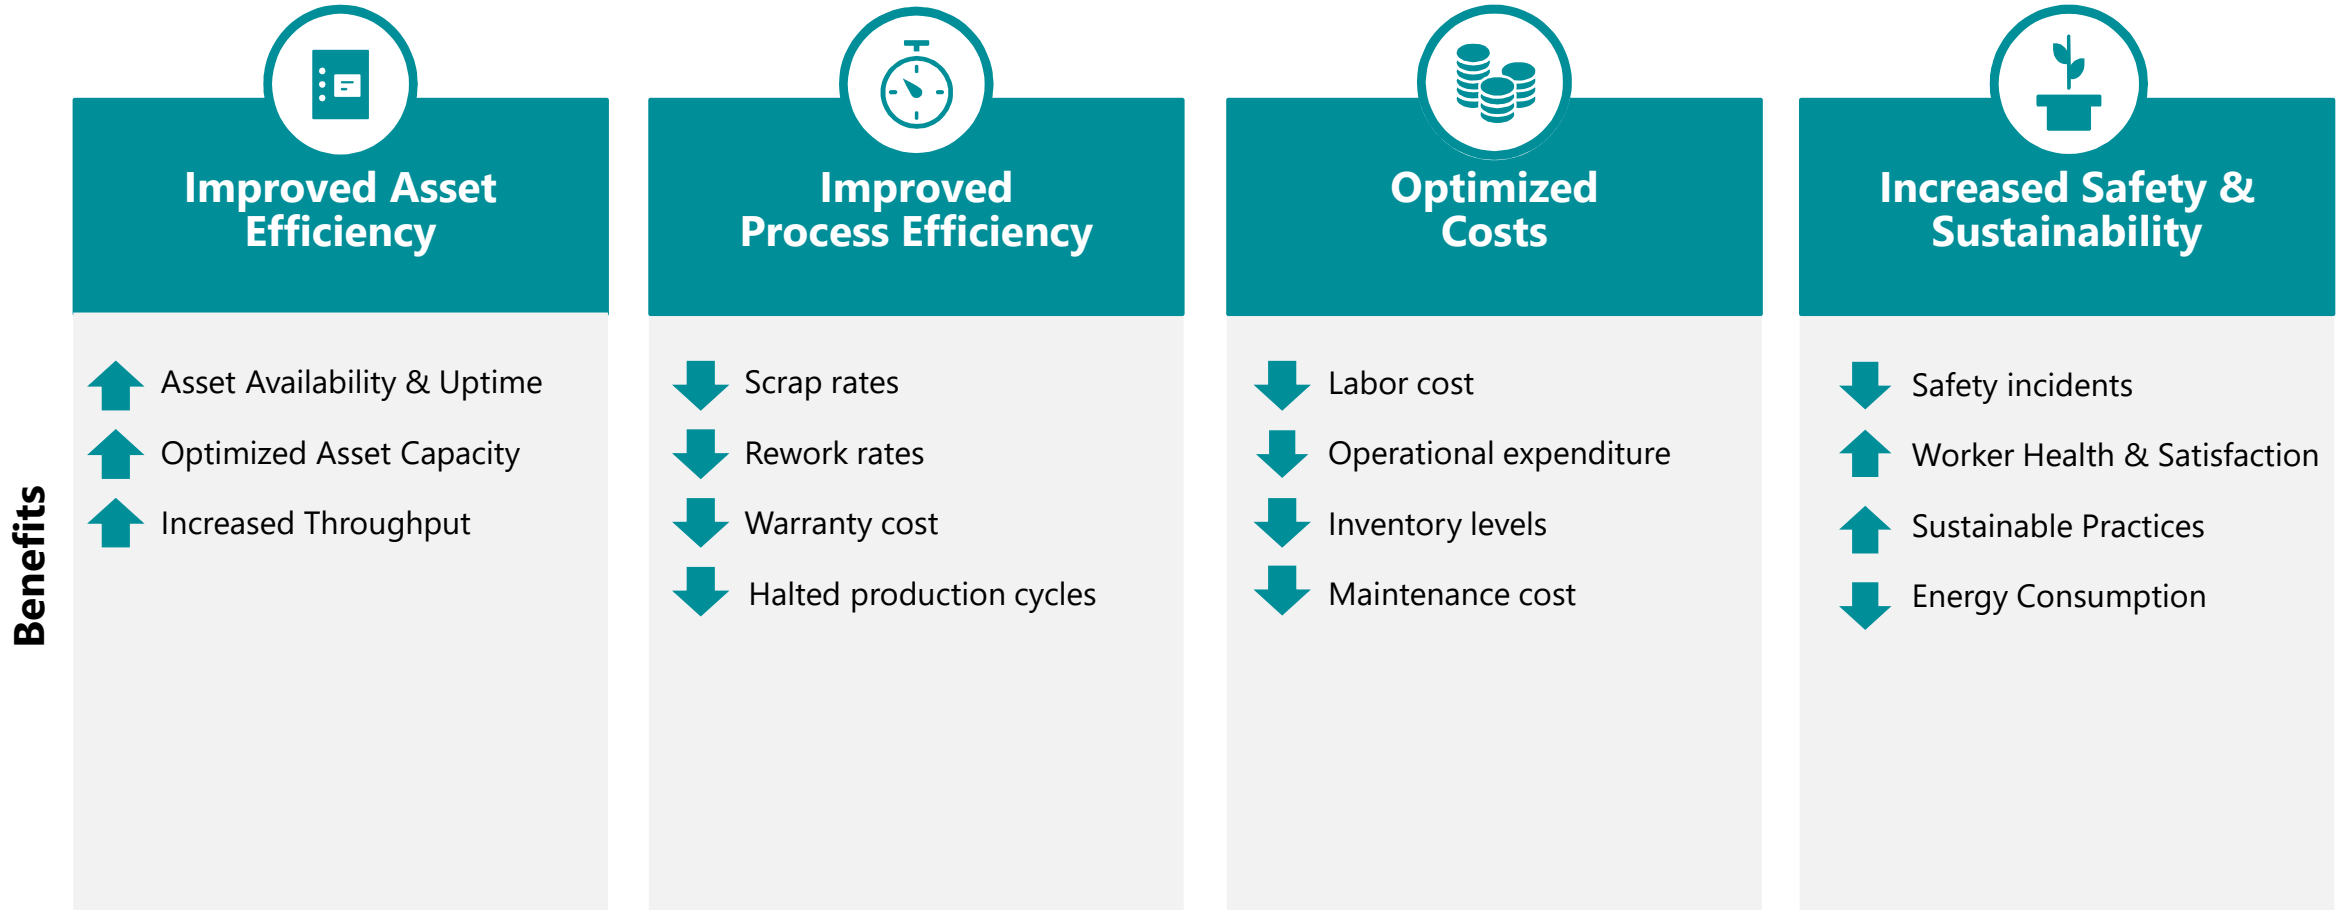 Improved Asset
Efficiency
Improved
Process Efficiency
Optimized
Costs
Increased Safety &
Sustainability
Benefits
Asset Availability & Uptime
Optimized Asset Capacity
Increased Throughput
Scrap rates
Rework rates
Warranty cost
Halted production cycles
Labor cost
Operational expenditure
Inventory levels
Maintenance cost
Safety incidents
Worker Health & Satisfaction
Sustainable Practices
Energy Consumption